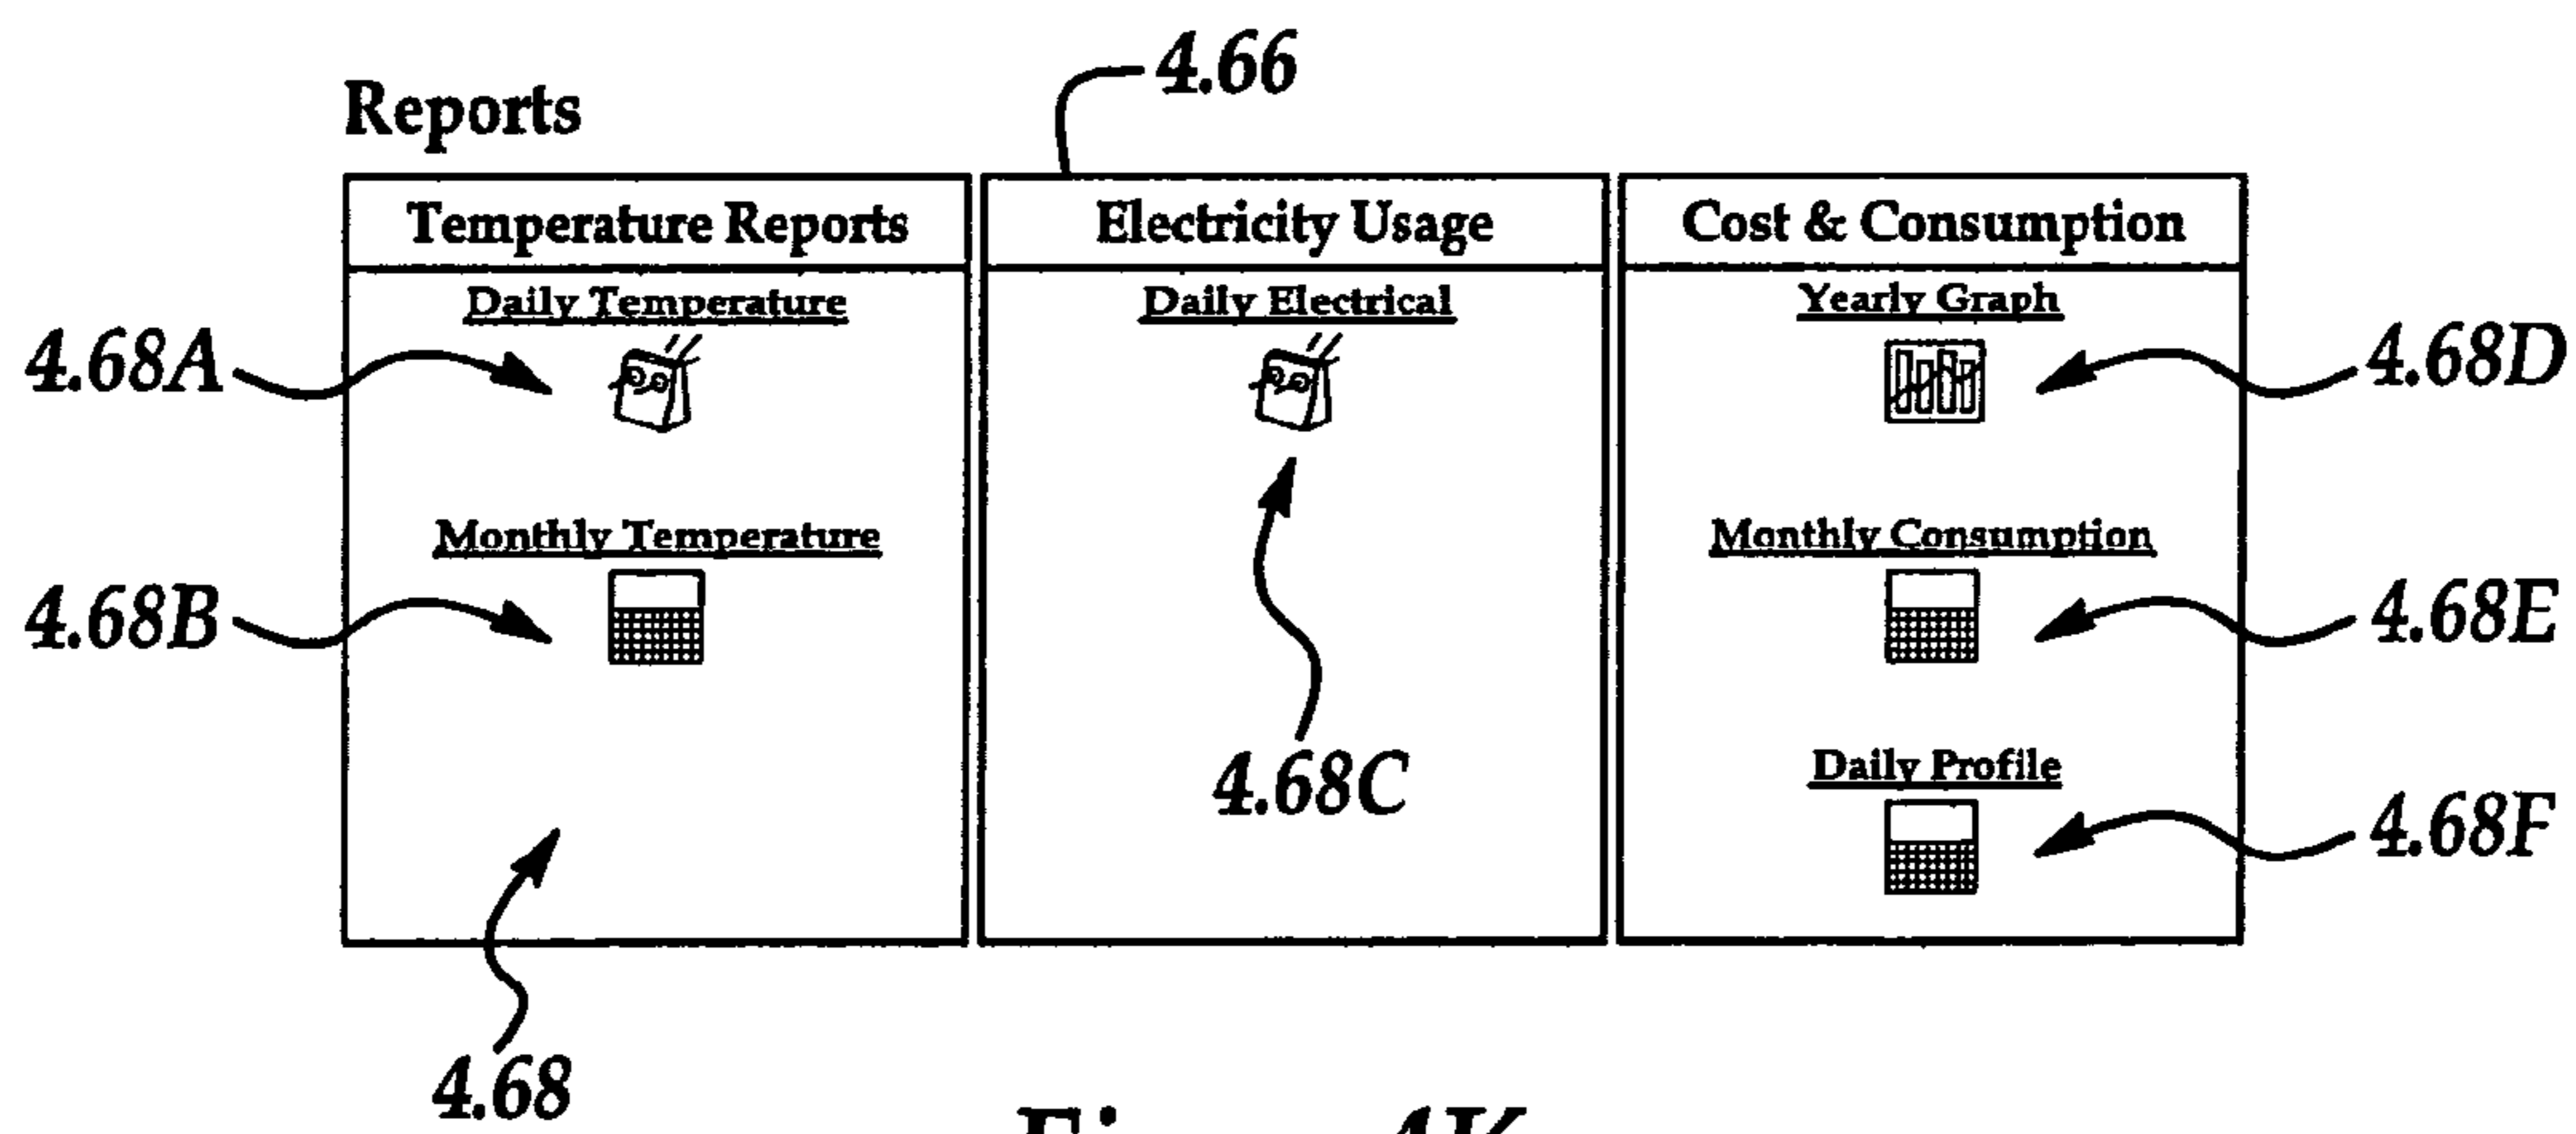 4.66
Reports
Temperature Reports
Electricity Usage
Cost & Consumption
Daily Temperature
Daily Electrical
Yearly Graph
4.68A
4.68D
Monthly Temperature
Monthly Consumption
4.68B
4.68E
4.68C
Daily Profile
4.68F
4.68